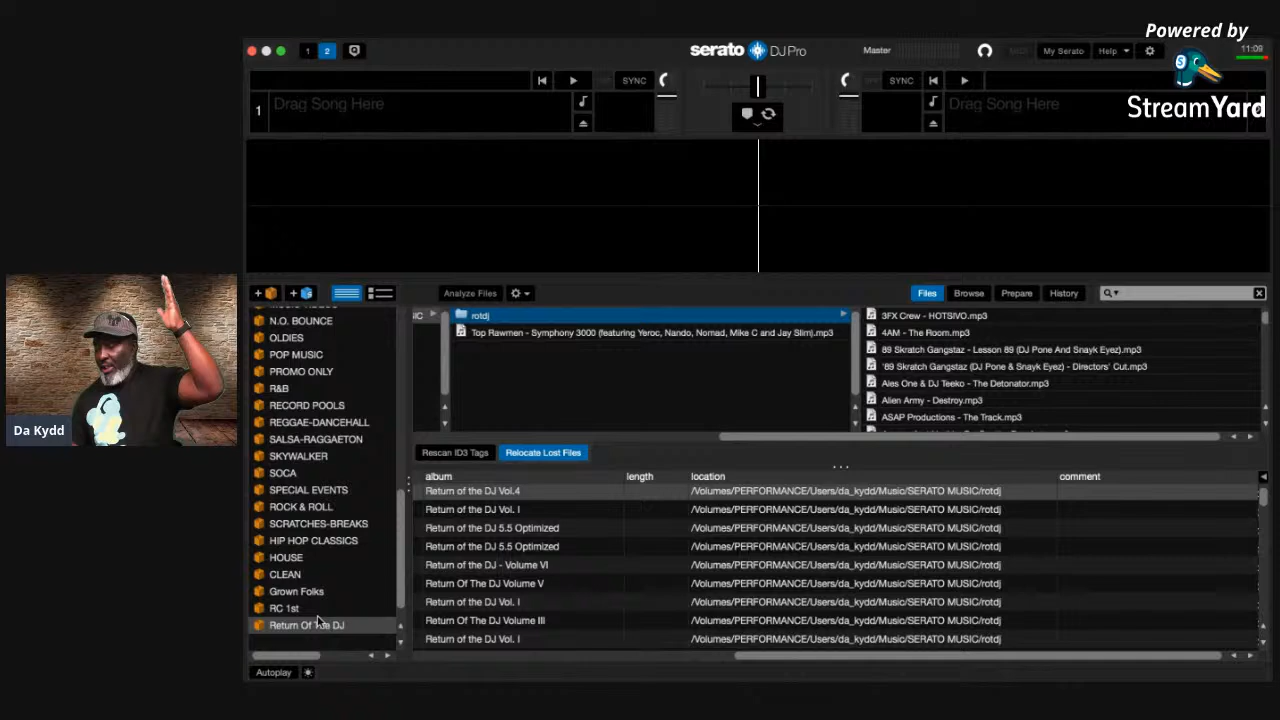 Powered by
StreamYard
1
2
serato DJ Pro
Master
MIDI
My Serato
Help
11:09
SYNC
SYNC
1
Drag Song Here
Drag Song Here
Analyze Files
Files
Browse
Prepare
History
N.O. BOUNCE
OLDIES
POP MUSIC
PROMO ONLY
R&B
RECORD POOLS
REGGAE-DANCEHALL
SALSA-RAGGAETON
SKYWALKER
SOCA
SPECIAL EVENTS
ROCK & ROLL
SCRATCHES-BREAKS
HIP HOP CLASSICS
HOUSE
CLEAN
Grown Folks
RC 1st
Return Of The DJ
rotdj
Top Rawmen - Symphony 3000 (featuring Yeroc, Nando, Nomad, Mike C and Jay Slim).mp3
3FX Crew - HOTSIVO.mp3
4AM - The Room.mp3
89 Skratch Gangstaz - Lesson 89 (DJ Pone And Snayk Eyez).mp3
'89 Skratch Gangstaz (DJ Pone & Snayk Eyez) - Directors' Cut.mp3
Ales One & DJ Teeko - The Detonator.mp3
Alien Army - Destroy.mp3
ASAP Productions - The Track.mp3
Rescan ID3 Tags
Relocate Lost Files
album length location comment
Return of the DJ Vol.4 /Volumes/PERFORMANCE/Users/da_kydd/Music/SERATO MUSIC/rotdj
Return of the DJ Vol. I /Volumes/PERFORMANCE/Users/da_kydd/Music/SERATO MUSIC/rotdj
Return of the DJ 5.5 Optimized /Volumes/PERFORMANCE/Users/da_kydd/Music/SERATO MUSIC/rotdj
Return of the DJ 5.5 Optimized /Volumes/PERFORMANCE/Users/da_kydd/Music/SERATO MUSIC/rotdj
Return of the DJ - Volume VI /Volumes/PERFORMANCE/Users/da_kydd/Music/SERATO MUSIC/rotdj
Return Of The DJ Volume V /Volumes/PERFORMANCE/Users/da_kydd/Music/SERATO MUSIC/rotdj
Return of the DJ Vol. I /Volumes/PERFORMANCE/Users/da_kydd/Music/SERATO MUSIC/rotdj
Return Of The DJ Volume III /Volumes/PERFORMANCE/Users/da_kydd/Music/SERATO MUSIC/rotdj
Return of the DJ Vol. I /Volumes/PERFORMANCE/Users/da_kydd/Music/SERATO MUSIC/rotdj
Autoplay
Da Kydd